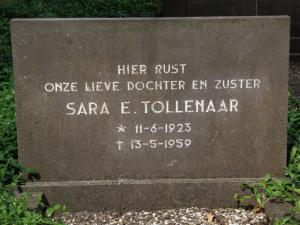 HIER RUST
ONZE LIEVE DOCHTER EN ZUSTER
SARA E. TOLLENAAR
* 11-6-1923
† 13-5-1959